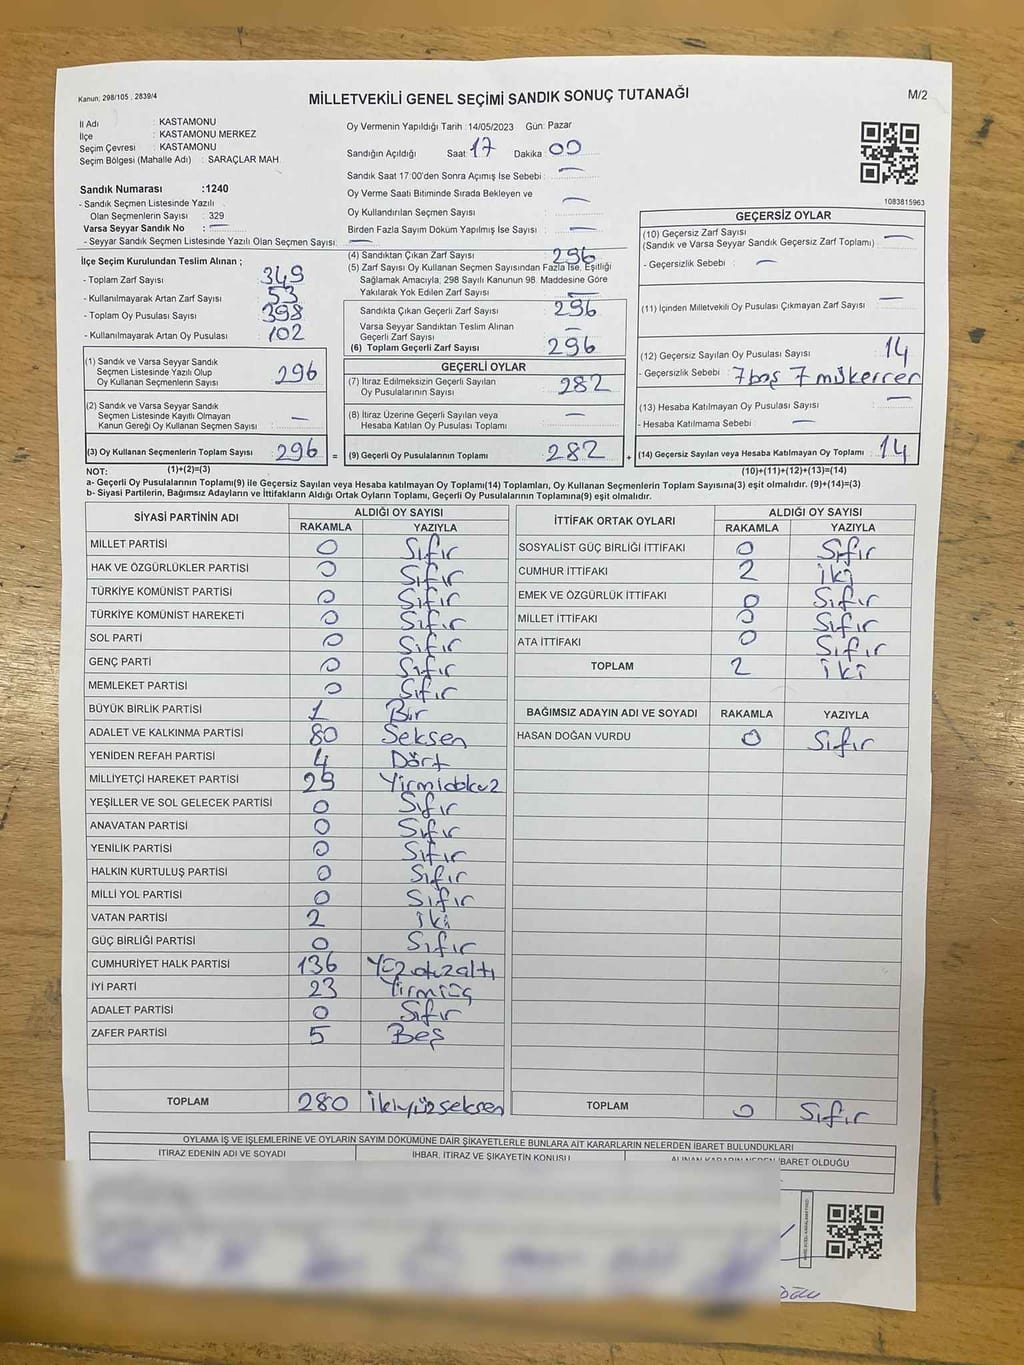 Kanun; 298/105 , 2839/4
MİLLETVEKİLİ GENEL SEÇİMİ SANDIK SONUÇ TUTANAĞI
M/2
İl Adı : KASTAMONU
İlçe : KASTAMONU MERKEZ
Seçim Çevresi : KASTAMONU
Seçim Bölgesi (Mahalle Adı) : SARAÇLAR MAH.
Sandık Numarası :1240
- Sandık Seçmen Listesinde Yazılı
Olan Seçmenlerin Sayısı : 329
Varsa Seyyar Sandık No : —
- Seyyar Sandık Seçmen Listesinde Yazılı Olan Seçmen Sayısı: —
Oy Vermenin Yapıldığı Tarih :14/05/2023 Gün: Pazar
Sandığın Açıldığı Saat: 17 Dakika: 00
Sandık Saat 17:00'den Sonra Açımış İse Sebebi : —
Oy Verme Saati Bitiminde Sırada Bekleyen ve
Oy Kullandırılan Seçmen Sayısı : —
Birden Fazla Sayım Döküm Yapılmış İse Sayısı : —
1083815963
İlçe Seçim Kurulundan Teslim Alınan ;
- Toplam Zarf Sayısı : 349
- Kullanılmayarak Artan Zarf Sayısı : 53
- Toplam Oy Pusulası Sayısı : 398
- Kullanılmayarak Artan Oy Pusulası : 102
(4) Sandıktan Çıkan Zarf Sayısı : 296
(5) Zarf Sayısı Oy Kullanan Seçmen Sayısından Fazla İse, Eşitliği
Sağlamak Amacıyla, 298 Sayılı Kanunun 98. Maddesine Göre
Yakılarak Yok Edilen Zarf Sayısı : —
Sandıkta Çıkan Geçerli Zarf Sayısı : 296
Varsa Seyyar Sandıktan Teslim Alınan
Geçerli Zarf Sayısı : —
(6) Toplam Geçerli Zarf Sayısı : 296
GEÇERSİZ OYLAR
(10) Geçersiz Zarf Sayısı
(Sandık ve Varsa Seyyar Sandık Geçersiz Zarf Toplamı) : —
- Geçersizlik Sebebi : —
(11) İçinden Milletvekili Oy Pusulası Çıkmayan Zarf Sayısı : —
(12) Geçersiz Sayılan Oy Pusulası Sayısı : 14
- Geçersizlik Sebebi : 7 boş 7 mükerrer
(13) Hesaba Katılmayan Oy Pusulası Sayısı : —
- Hesaba Katılmama Sebebi : —
(1) Sandık ve Varsa Seyyar Sandık
Seçmen Listesinde Yazılı Olup
Oy Kullanan Seçmenlerin Sayısı : 296
(2) Sandık ve Varsa Seyyar Sandık
Seçmen Listesinde Kayıtlı Olmayan
Kanun Gereği Oy Kullanan Seçmen Sayısı : —
GEÇERLİ OYLAR
(7) İtiraz Edilmeksizin Geçerli Sayılan
Oy Pusulalarının Sayısı : 282
(8) İtiraz Üzerine Geçerli Sayılan veya
Hesaba Katılan Oy Pusulası Toplamı : —
(3) Oy Kullanan Seçmenlerin Toplam Sayısı : 296 = (9) Geçerli Oy Pusulalarının Toplamı : 282 + (14) Geçersiz Sayılan veya Hesaba Katılmayan Oy Toplamı : 14
NOT: (1)+(2)=(3) (10)+(11)+(12)+(13)=(14)
a- Geçerli Oy Pusulalarının Toplamı(9) ile Geçersiz Sayılan veya Hesaba katılmayan Oy Toplamı(14) Toplamları, Oy Kullanan Seçmenlerin Toplam Sayısına(3) eşit olmalıdır. (9)+(14)=(3)
b- Siyasi Partilerin, Bağımsız Adayların ve İttifakların Aldığı Ortak Oyların Toplamı, Geçerli Oy Pusulalarının Toplamına(9) eşit olmalıdır.
SİYASİ PARTİNİN ADI ALDIĞI OY SAYISI
RAKAMLA YAZIYLA
MİLLET PARTİSİ 0 Sıfır
HAK VE ÖZGÜRLÜKLER PARTİSİ 0 Sıfır
TÜRKİYE KOMÜNİST PARTİSİ 0 Sıfır
TÜRKİYE KOMÜNİST HAREKETİ 0 Sıfır
SOL PARTİ 0 Sıfır
GENÇ PARTİ 0 Sıfır
MEMLEKET PARTİSİ 0 Sıfır
BÜYÜK BİRLİK PARTİSİ 1 Bir
ADALET VE KALKINMA PARTİSİ 80 Seksen
YENİDEN REFAH PARTİSİ 4 Dört
MİLLİYETÇİ HAREKET PARTİSİ 29 Yirmidokuz
YEŞİLLER VE SOL GELECEK PARTİSİ 0 Sıfır
ANAVATAN PARTİSİ 0 Sıfır
YENİLİK PARTİSİ 0 Sıfır
HALKIN KURTULUŞ PARTİSİ 0 Sıfır
MİLLİ YOL PARTİSİ 0 Sıfır
VATAN PARTİSİ 2 İki
GÜÇ BİRLİĞİ PARTİSİ 0 Sıfır
CUMHURİYET HALK PARTİSİ 136 Yüzotuzaltı
İYİ PARTİ 23 Yirmiüç
ADALET PARTİSİ 0 Sıfır
ZAFER PARTİSİ 5 Beş
TOPLAM 280 İkiyüzseksen
İTTİFAK ORTAK OYLARI ALDIĞI OY SAYISI
RAKAMLA YAZIYLA
SOSYALİST GÜÇ BİRLİĞİ İTTİFAKI 0 Sıfır
CUMHUR İTTİFAKI 2 İki
EMEK VE ÖZGÜRLÜK İTTİFAKI 0 Sıfır
MİLLET İTTİFAKI 0 Sıfır
ATA İTTİFAKI 0 Sıfır
TOPLAM 2 İki
BAĞIMSIZ ADAYIN ADI VE SOYADI RAKAMLA YAZIYLA
HASAN DOĞAN VURDU 0 Sıfır
TOPLAM 0 Sıfır
OYLAMA İŞ VE İŞLEMLERİNE VE OYLARIN SAYIM DÖKÜMÜNE DAİR ŞİKAYETLERLE BUNLARA AİT KARARLARIN NELERDEN İBARET BULUNDUKLARI
İTİRAZ EDENİN ADI VE SOYADI İHBAR, İTİRAZ VE ŞİKAYETİN KONUSU ALINAN KARARIN NEDEN İBARET OLDUĞU